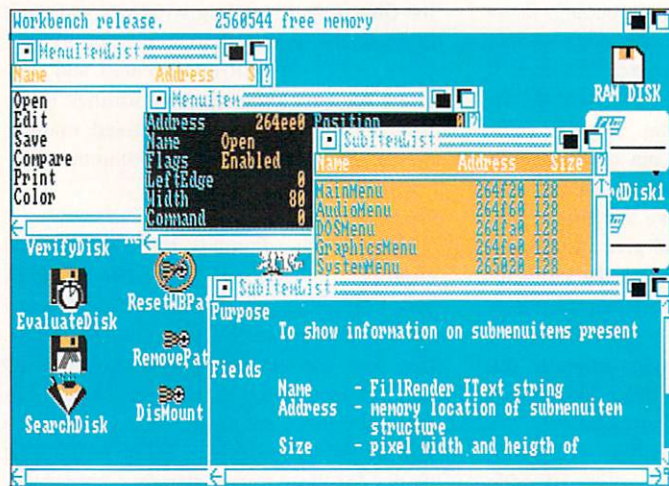 Workbench release. 2560544 free memory
MenuItemList
Name Address S ?
Open
Edit
Save
Compare
Print
Color
MenuItem
Address 264ee0 Position 0
Name Open
Flags Enabled
LeftEdge 0
Width 80
Command 0
SubItemList
Name Address Size ?
MainMenu 264f20 128
AudioMenu 264f60 128
DOSMenu 264fa0 128
GraphicsMenu 264fe0 128
SystemMenu 265020 128
RAM DISK
dDisk1
VerifyDisk
EvaluateDisk
SearchDisk
ResetWBPat
RemovePat
DisMount
SubItemList
Purpose
To show information on submenuitems present
Fields
Name - FillRender IText string
Address - memory location of submenuitem
structure
Size - pixel width and heigth of